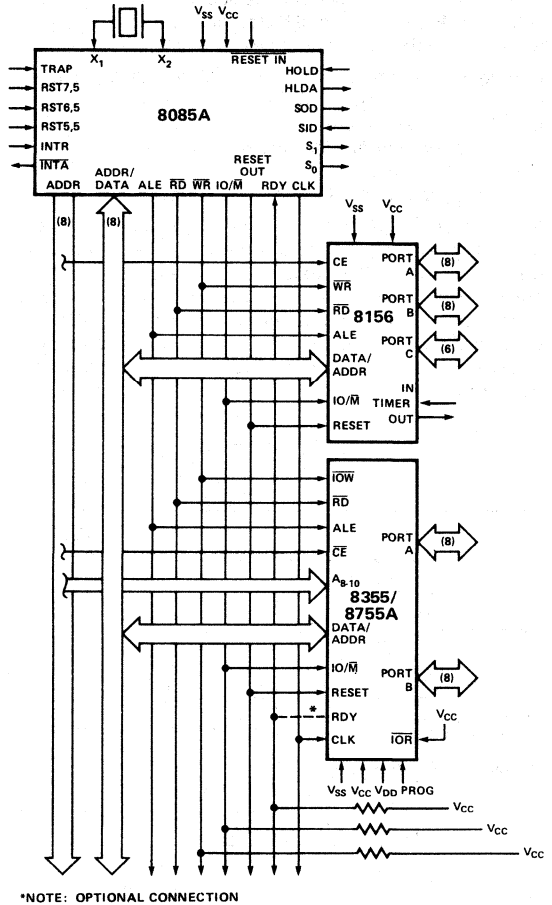 VSS VCC
X1 X2 RESET IN
TRAP HOLD
RST7,5 HLDA
8085A
RST6,5 SOD
RST5,5 SID
INTR S1
INTA S0
ADDR ADDR/DATA ALE RD WR IO/M RESET OUT RDY CLK
(8) (8)
VSS VCC
CE PORT A (8)
WR
RD PORT B (8)
8156
ALE PORT C (6)
DATA/ADDR
IN
IO/M TIMER
OUT
RESET
IOW
RD
ALE PORT A (8)
CE
A8-10
8355/
8755A
DATA/ADDR
IO/M PORT B (8)
RESET
* RDY VCC
CLK IOR
VSS VCC VDD PROG
VCC
VCC
VCC
*NOTE: OPTIONAL CONNECTION